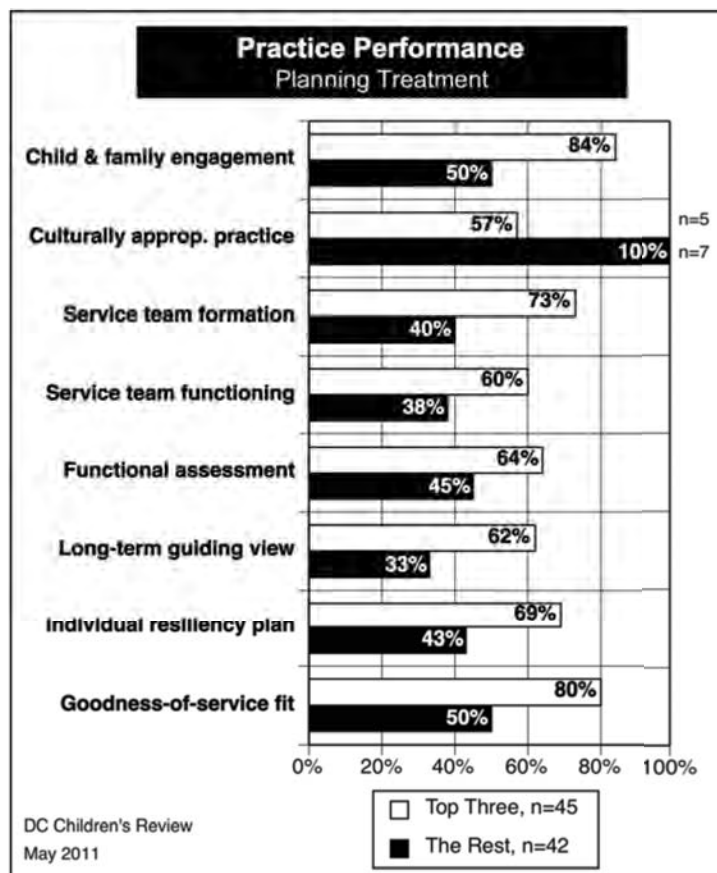 Practice Performance
Planning Treatment
Child & family engagement
84%
50%
Culturally approp. practice
57%
n=5
100%
n=7
Service team formation
73%
40%
Service team functioning
60%
38%
Functional assessment
64%
45%
Long-term guiding view
62%
33%
Individual resiliency plan
69%
43%
Goodness-of-service fit
80%
50%
0% 20% 40% 60% 80% 100%
Top Three, n=45
The Rest, n=42
DC Children's Review
May 2011